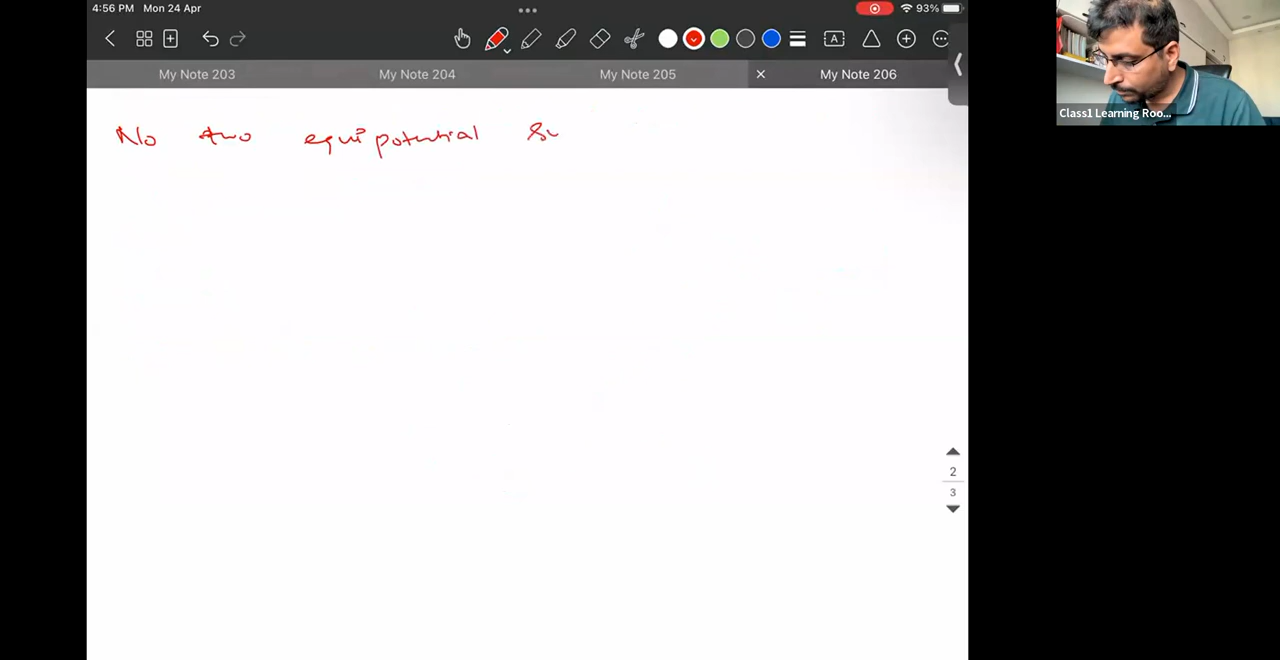 4:56 PM Mon 24 Apr
93%
A
My Note 203
My Note 204
My Note 205
My Note 206
Class1 Learning Roo...
No two equipotential Su
2
3